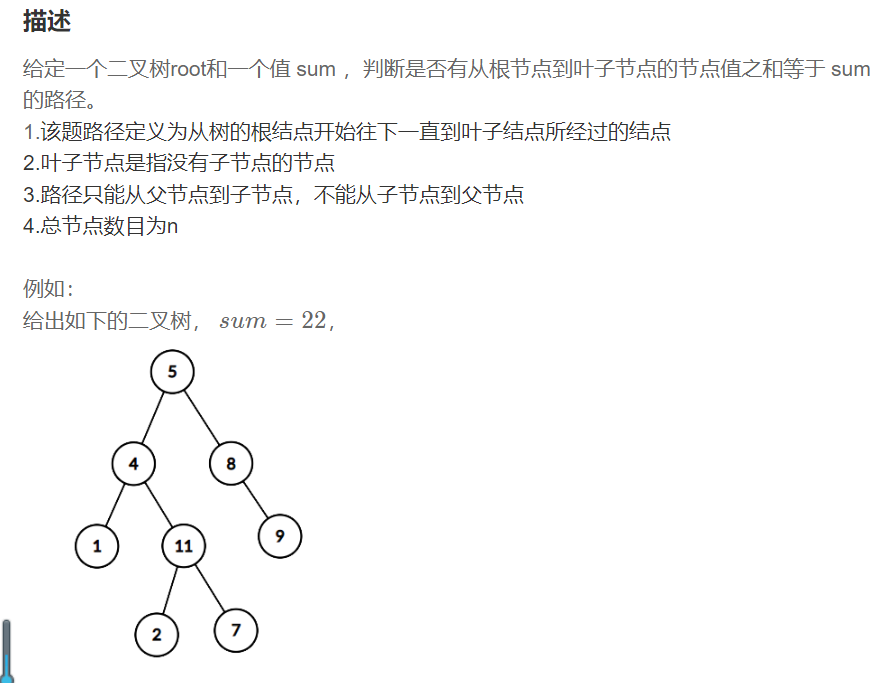 描述
给定一个二叉树root和一个值 sum ，判断是否有从根节点到叶子节点的节点值之和等于 sum
的路径。
1.该题路径定义为从树的根结点开始往下一直到叶子结点所经过的结点
2.叶子节点是指没有子节点的节点
3.路径只能从父节点到子节点，不能从子节点到父节点
4.总节点数目为n
例如：
给出如下的二叉树， sum = 22,
5
4 8
1 11 9
2 7